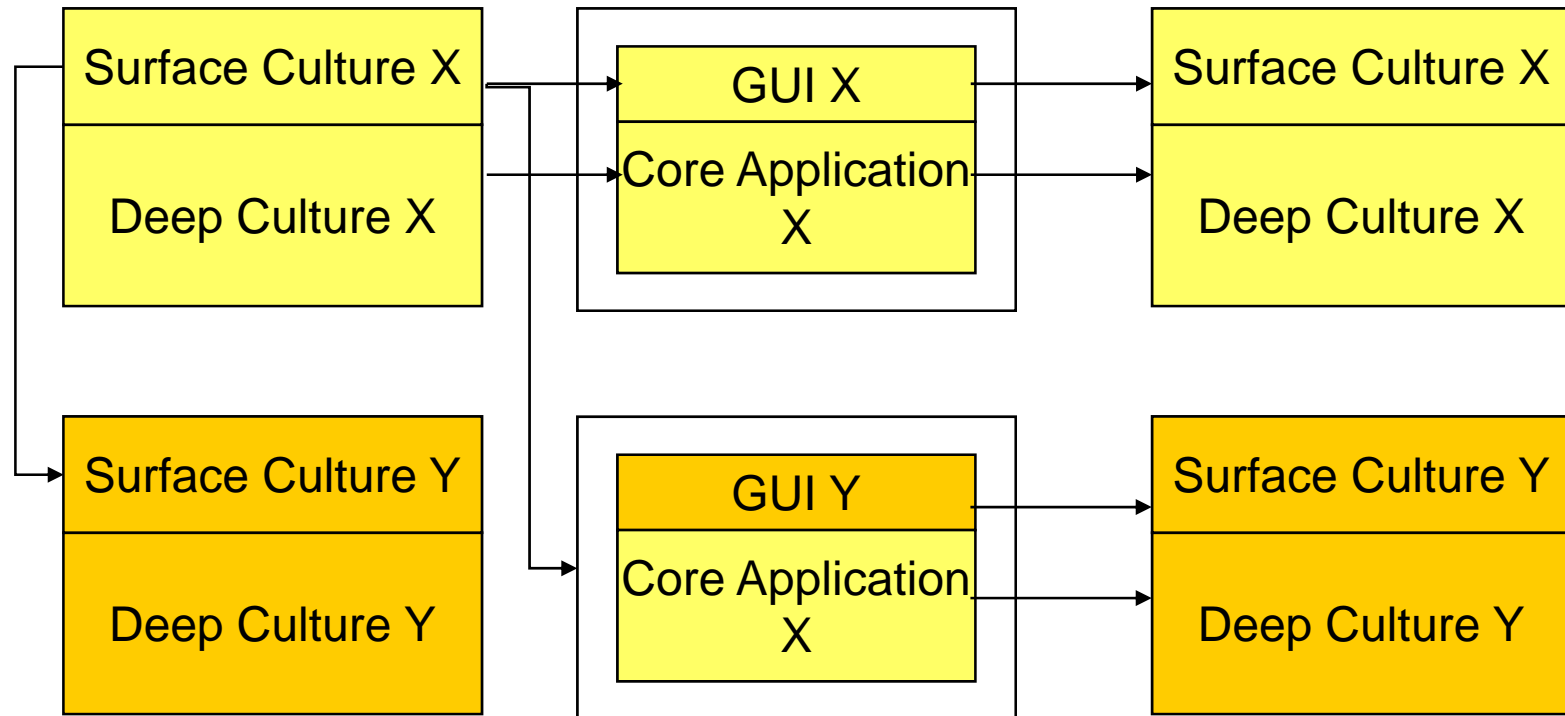 Surface Culture X
Deep Culture X
GUI X
Core Application
X
Surface Culture X
Deep Culture X
Surface Culture Y
Deep Culture Y
GUI Y
Core Application
X
Surface Culture Y
Deep Culture Y